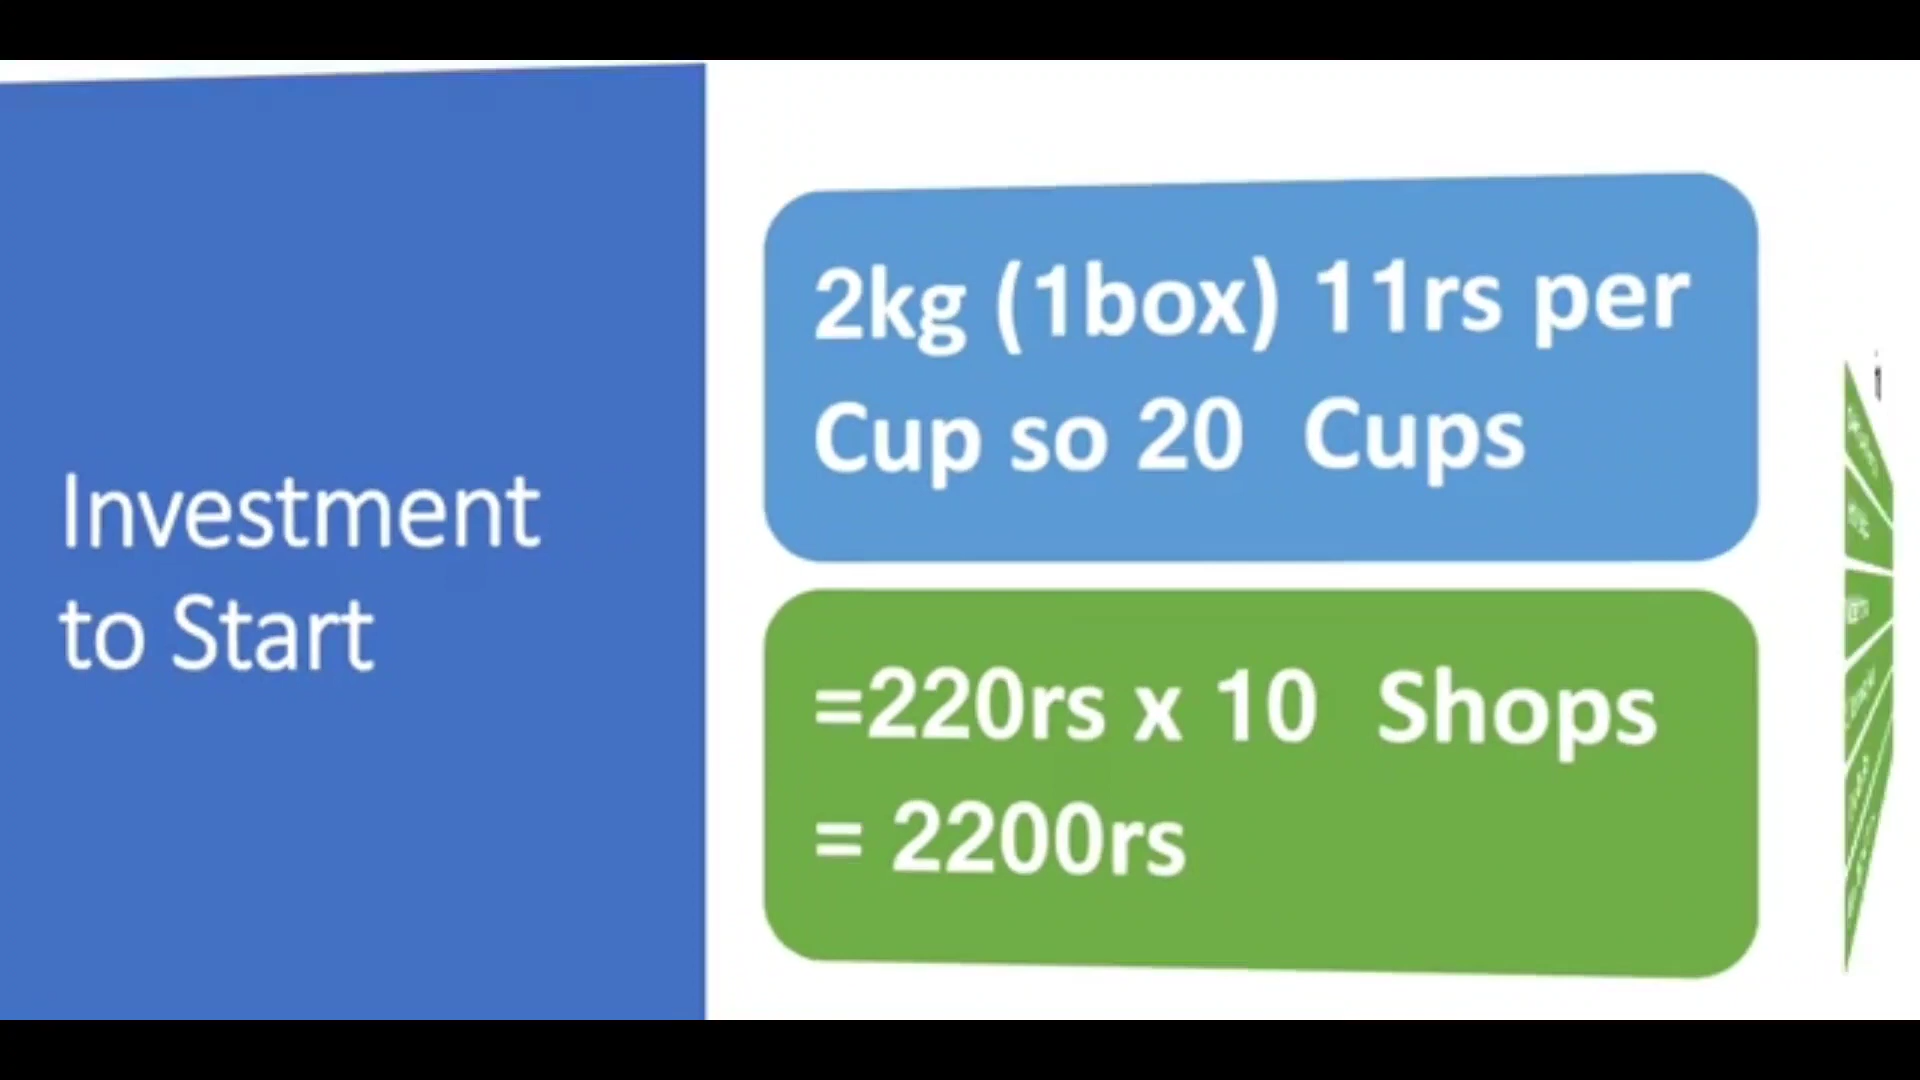 Investment
to Start
2kg (1box) 11rs per
Cup so 20 Cups
=220rs x 10 Shops
= 2200rs